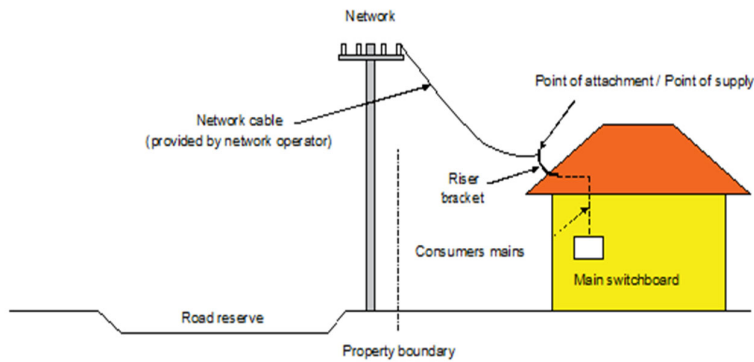 Network
Point of attachment / Point of supply
Network cable
(provided by network operator)
Riser
bracket
Consumers mains
Main switchboard
Road reserve
Property boundary